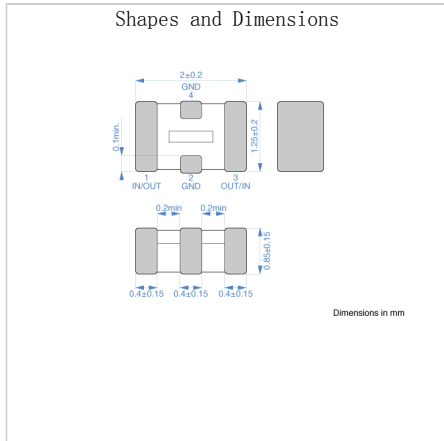 Shapes and Dimensions
2±0.2
GND
4
0.1min.
1.25±0.2
1 2 3
IN/OUT GND OUT/IN
0.2min 0.2min
0.85±0.15
0.4±0.15 0.4±0.15 0.4±0.15
Dimensions in mm